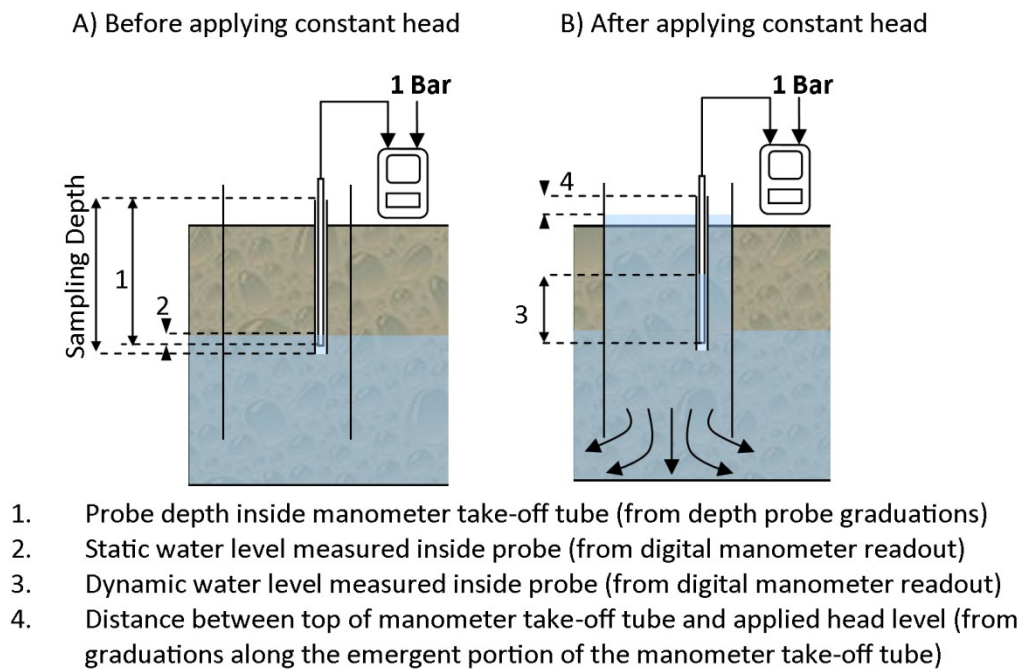 A) Before applying constant head
B) After applying constant head
1 Bar
1 Bar
Sampling Depth
1
2
4
3
1. Probe depth inside manometer take-off tube (from depth probe graduations)
2. Static water level measured inside probe (from digital manometer readout)
3. Dynamic water level measured inside probe (from digital manometer readout)
4. Distance between top of manometer take-off tube and applied head level (from
graduations along the emergent portion of the manometer take-off tube)